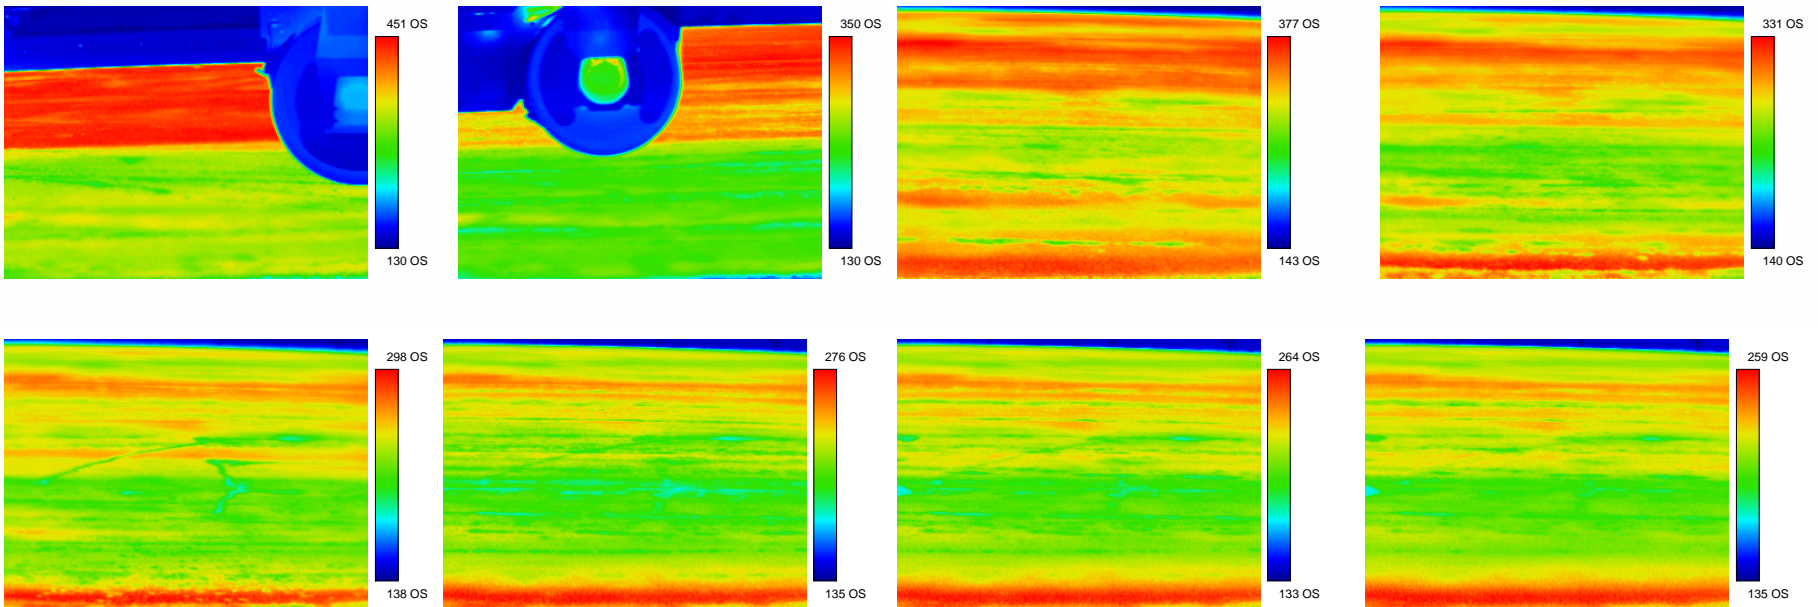 451 OS
130 OS
350 OS
130 OS
377 OS
143 OS
331 OS
140 OS
298 OS
138 OS
276 OS
135 OS
264 OS
133 OS
259 OS
135 OS